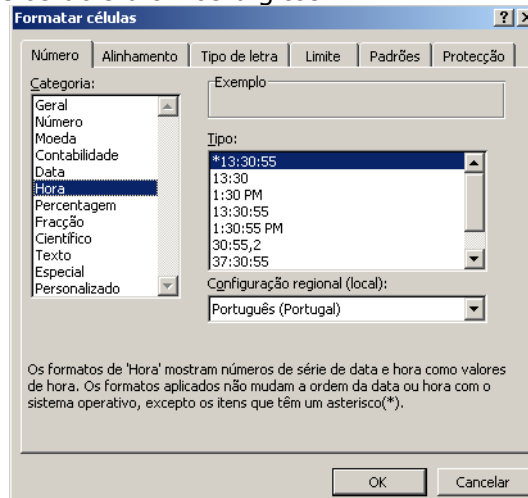 Formatar células
Número Alinhamento Tipo de letra Limite Padrões Protecção
Categoria: Exemplo
Geral
Número
Moeda
Contabilidade
Data
Hora
Percentagem
Fracção
Científico
Texto
Especial
Personalizado
Tipo:
*13:30:55
13:30
1:30 PM
13:30:55
1:30:55 PM
30:55,2
37:30:55
Configuração regional (local):
Português (Portugal)
Os formatos de 'Hora' mostram números de série de data e hora como valores
de hora. Os formatos aplicados não mudam a ordem da data ou hora com o
sistema operativo, excepto os itens que têm um asterisco(*).
OK Cancelar